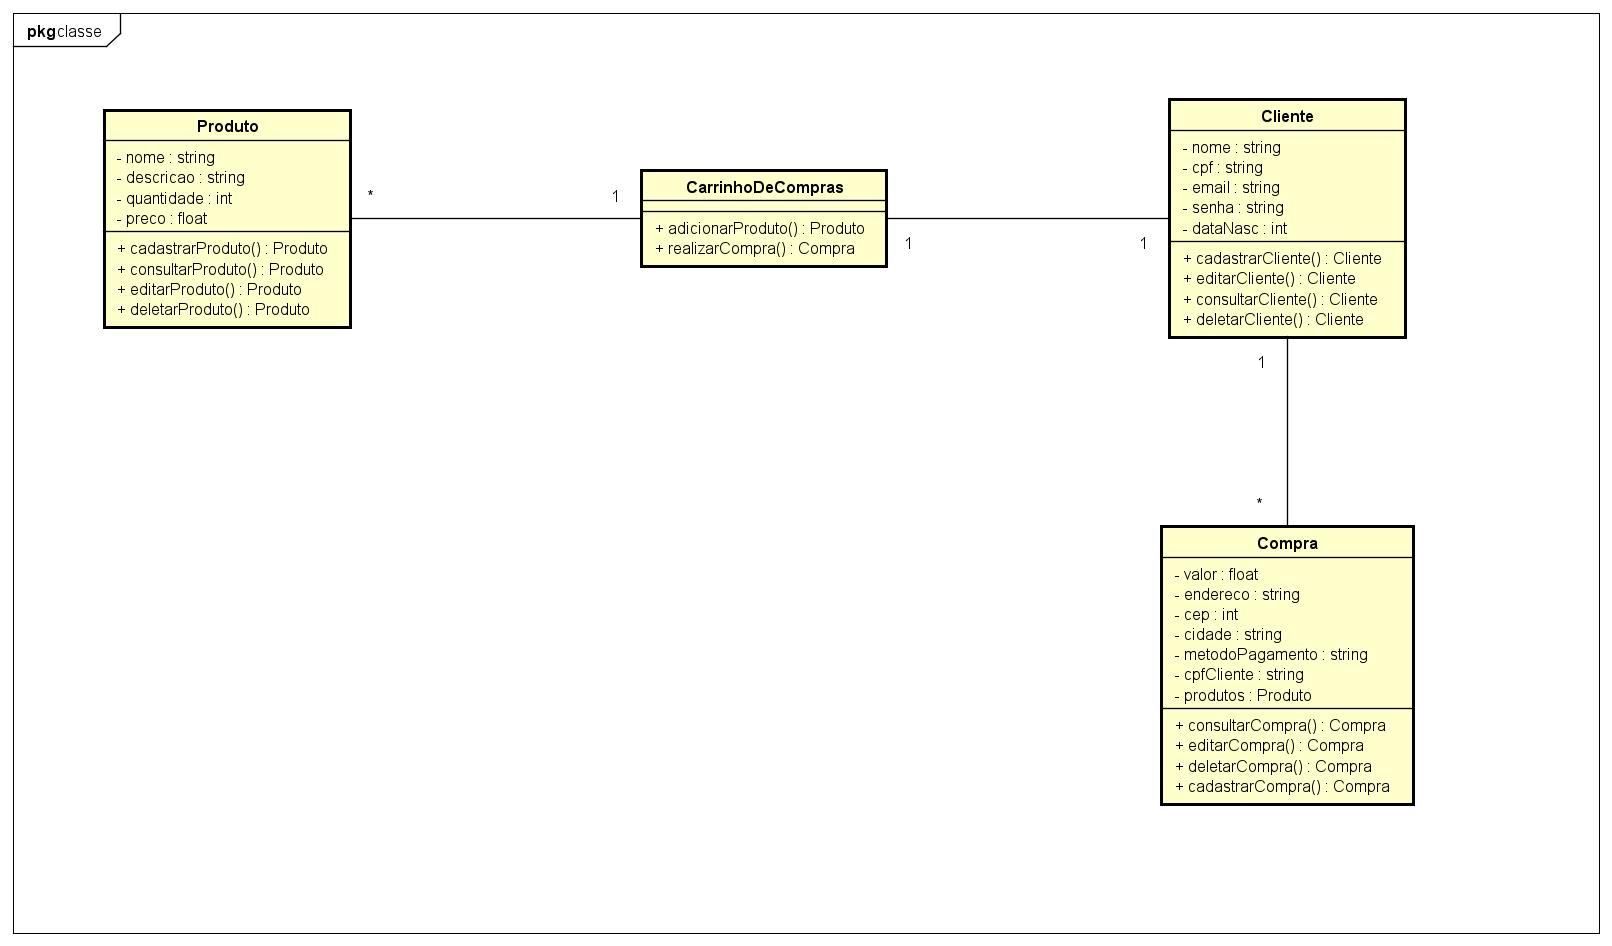 pkg classe
Produto
- nome : string
- descricao : string
- quantidade : int
- preco : float
+ cadastrarProduto() : Produto
+ consultarProduto() : Produto
+ editarProduto() : Produto
+ deletarProduto() : Produto
*
1
CarrinhoDeCompras
+ adicionarProduto() : Produto
+ realizarCompra() : Compra
1
1
Cliente
- nome : string
- cpf : string
- email : string
- senha : string
- dataNasc : int
+ cadastrarCliente() : Cliente
+ editarCliente() : Cliente
+ consultarCliente() : Cliente
+ deletarCliente() : Cliente
1
*
Compra
- valor : float
- endereco : string
- cep : int
- cidade : string
- metodoPagamento : string
- cpfCliente : string
- produtos : Produto
+ consultarCompra() : Compra
+ editarCompra() : Compra
+ deletarCompra() : Compra
+ cadastrarCompra() : Compra